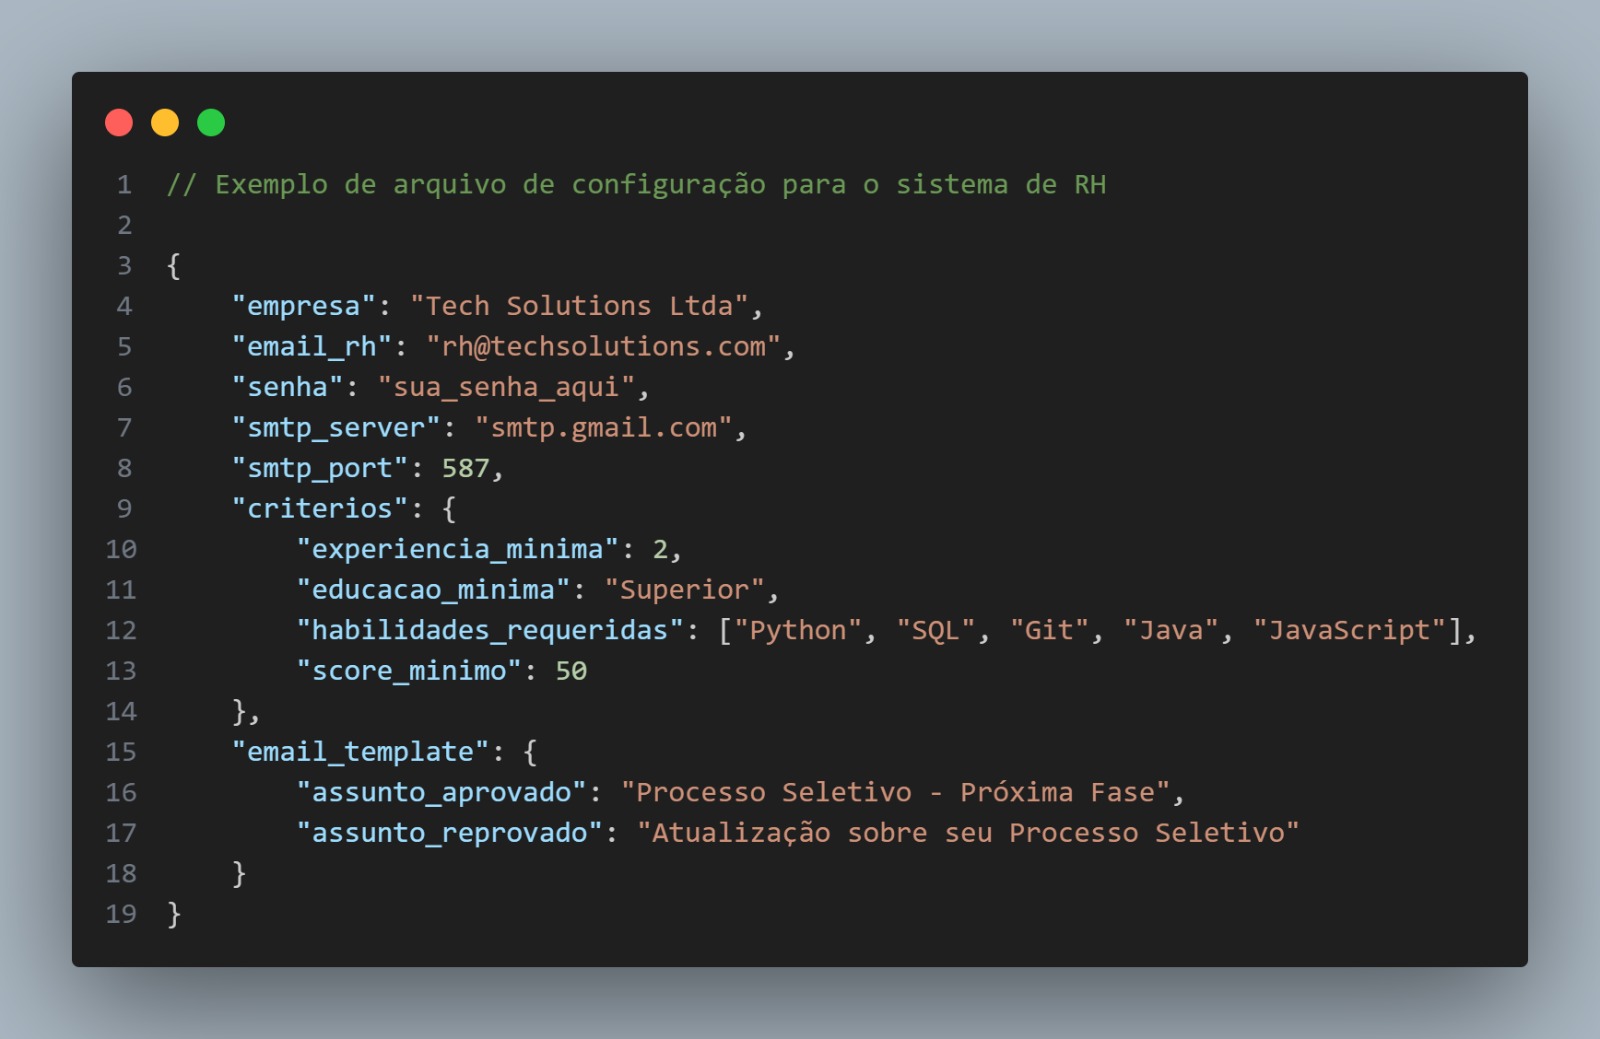 1 // Exemplo de arquivo de configuração para o sistema de RH
2
3 {
4     "empresa": "Tech Solutions Ltda",
5     "email_rh": "rh@techsolutions.com",
6     "senha": "sua_senha_aqui",
7     "smtp_server": "smtp.gmail.com",
8     "smtp_port": 587,
9     "criterios": {
10         "experiencia_minima": 2,
11         "educacao_minima": "Superior",
12         "habilidades_requeridas": ["Python", "SQL", "Git", "Java", "JavaScript"],
13         "score_minimo": 50
14     },
15     "email_template": {
16         "assunto_aprovado": "Processo Seletivo - Próxima Fase",
17         "assunto_reprovado": "Atualização sobre seu Processo Seletivo"
18     }
19 }